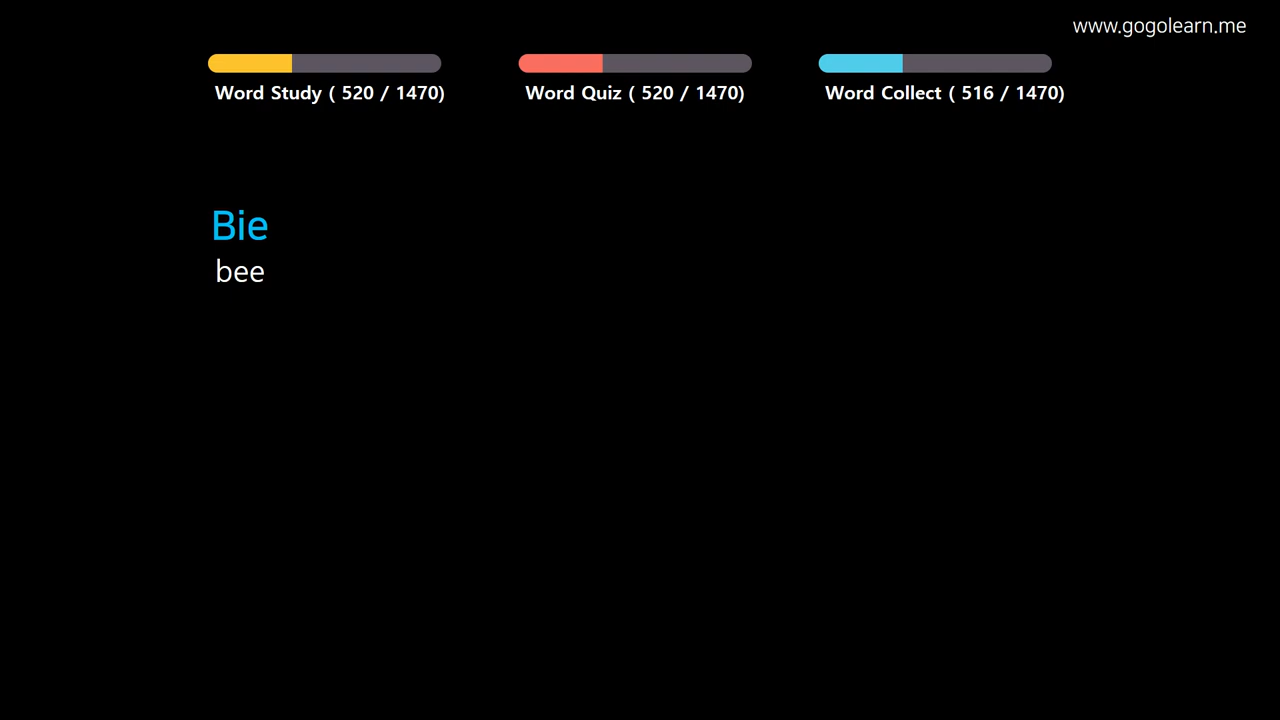 www.gogolearn.me
Word Study ( 520 / 1470)
Word Quiz ( 520 / 1470)
Word Collect ( 516 / 1470)
Bie
bee